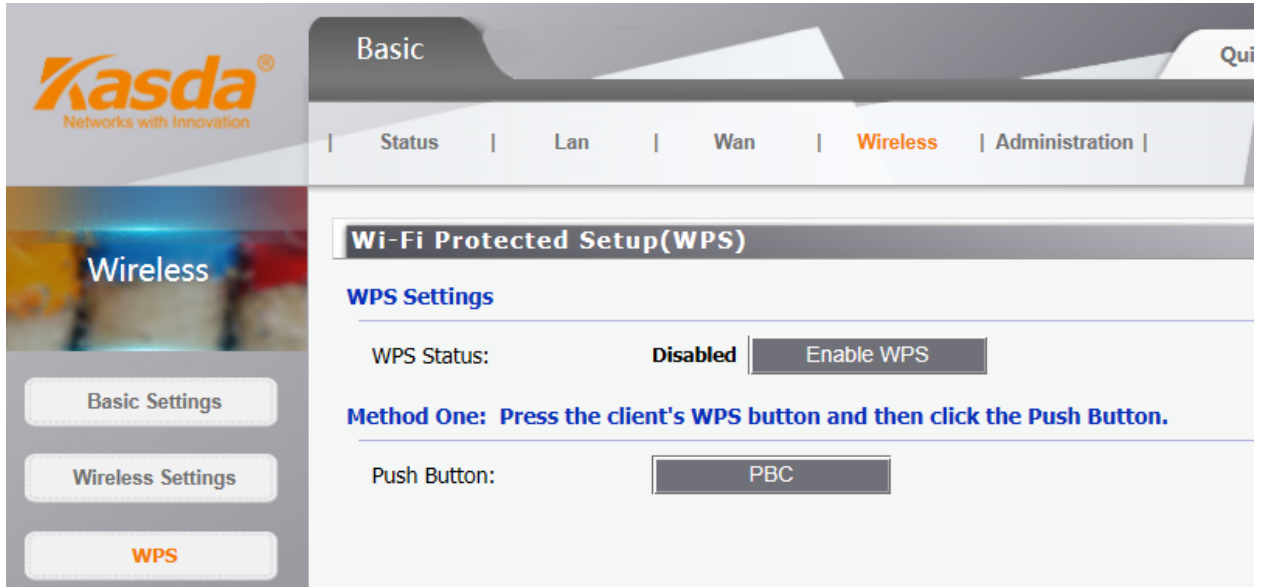 Kasda®
Networks with Innovation
Basic
Qui
| Status | Lan | Wan | Wireless | Administration |
Wireless
Wi-Fi Protected Setup(WPS)
WPS Settings
WPS Status: Disabled Enable WPS
Method One: Press the client's WPS button and then click the Push Button.
Push Button: PBC
Basic Settings
Wireless Settings
WPS